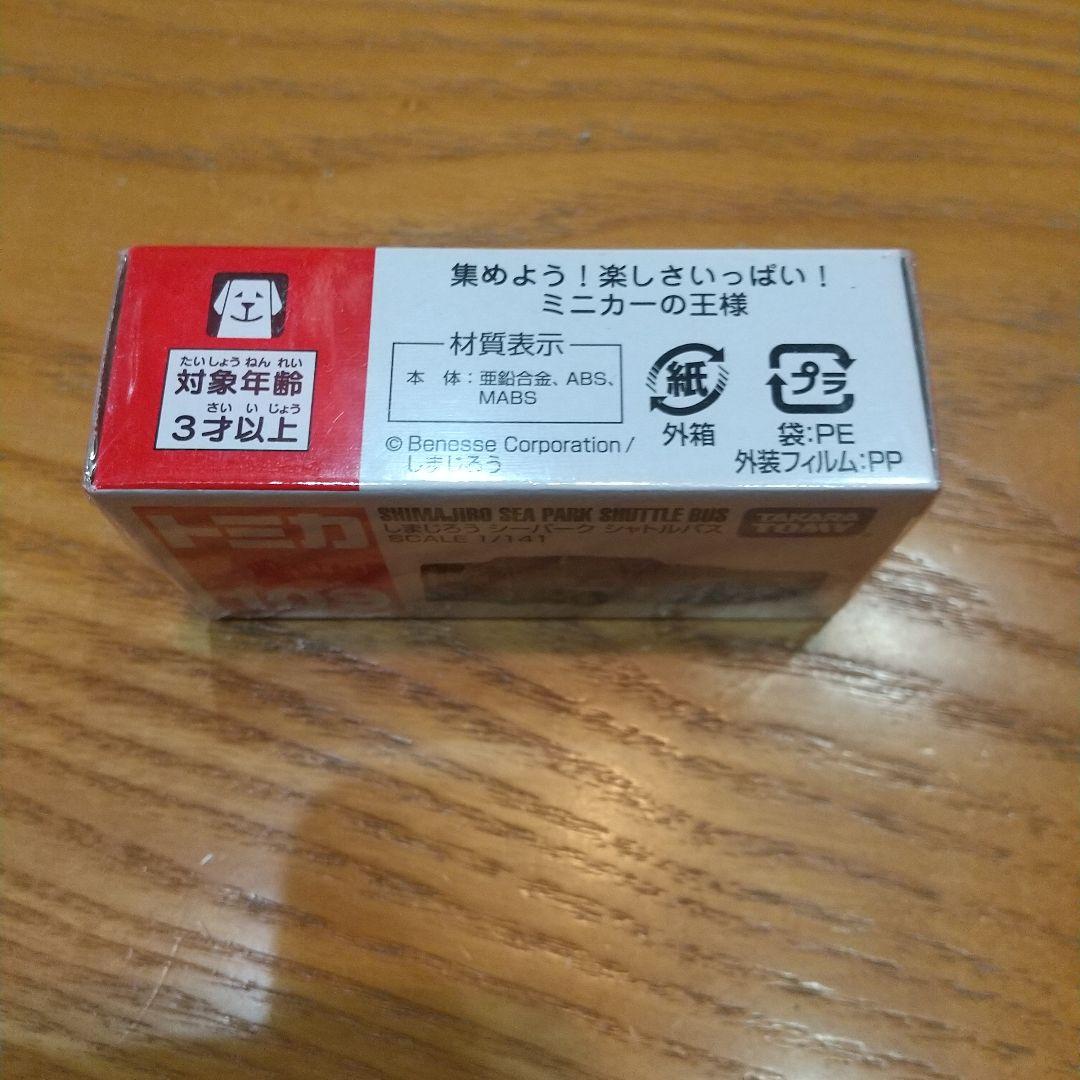 たいしょうねんれい
対象年齢
さいいじょう
3才以上
集めよう！楽しさいっぱい！
ミニカーの王様
材質表示
本 体：亜鉛合金、ABS、
MABS
© Benesse Corporation/
しまじろう
紙
外箱
プラ
袋：PE
外装フィルム：PP
トミカ
SHIMAJIRO SEA PARK SHUTTLE BUS
しまじろう シーパーク シャトルバス
SCALE 1/141
TAKARA
TOMY